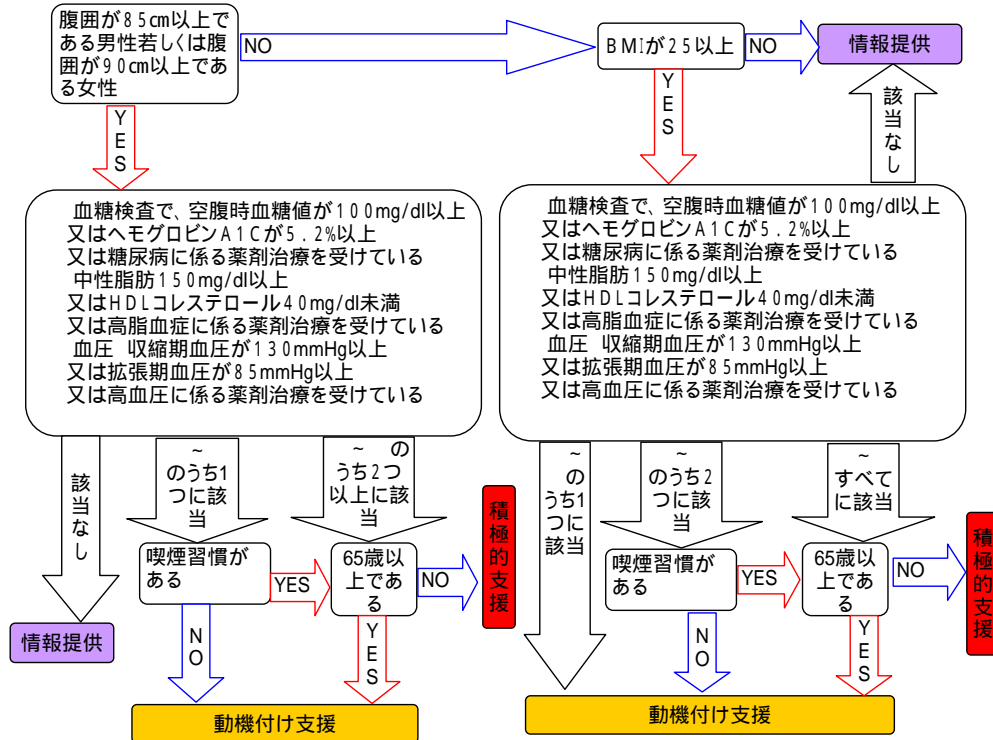 腹囲が85cm以上で
ある男性若しくは腹
囲が90cm以上であ
る女性
NO
BMIが25以上
NO
情報提供
YES
YES
該当なし
血糖検査で、空腹時血糖値が100mg/dl以上
又はヘモグロビンA1Cが5.2%以上
又は糖尿病に係る薬剤治療を受けている
中性脂肪150mg/dl以上
又はHDLコレステロール40mg/dl未満
又は高脂血症に係る薬剤治療を受けている
血圧 収縮期血圧が130mmHg以上
又は拡張期血圧が85mmHg以上
又は高血圧に係る薬剤治療を受けている
血糖検査で、空腹時血糖値が100mg/dl以上
又はヘモグロビンA1Cが5.2%以上
又は糖尿病に係る薬剤治療を受けている
中性脂肪150mg/dl以上
又はHDLコレステロール40mg/dl未満
又は高脂血症に係る薬剤治療を受けている
血圧 収縮期血圧が130mmHg以上
又は拡張期血圧が85mmHg以上
又は高血圧に係る薬剤治療を受けている
該当なし
~
のうち1
つに該
当
~ の
うち2つ
以上に該
当
積極的支援
~
の
うち1
つに
該当
~
のうち2
つに該
当
~
すべて
に該当
積極的支援
喫煙習慣が
ある
YES
65歳以
上であ
る
NO
喫煙習慣が
ある
YES
65歳以
上であ
る
NO
情報提供
NO
YES
NO
YES
動機付け支援
動機付け支援